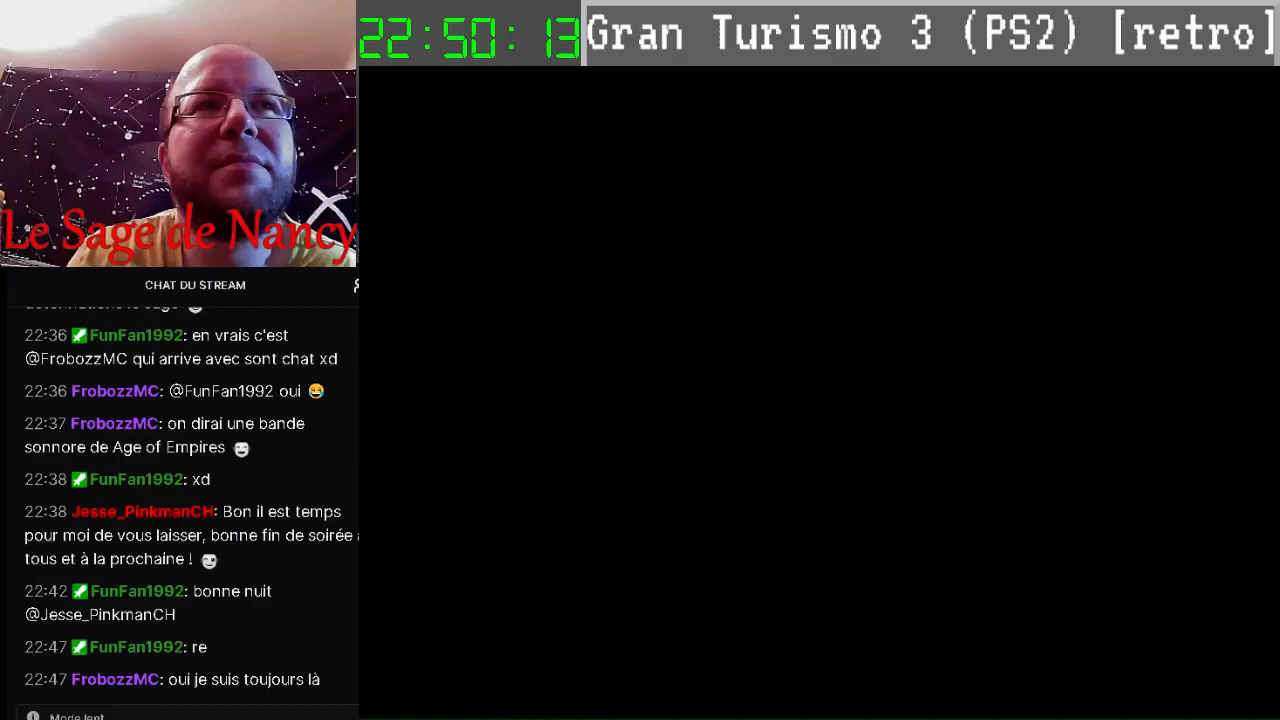 22:50:13
Gran Turismo 3 (PS2) [retro]
Le Sage de Nancy
CHAT DU STREAM
22:36 FunFan1992: en vrais c'est
@FrobozzMC qui arrive avec sont chat xd
22:36 FrobozzMC: @FunFan1992 oui 😂
22:37 FrobozzMC: on dirai une bande
sonnore de Age of Empires
22:38 FunFan1992: xd
22:38 Jesse_PinkmanCH: Bon il est temps
pour moi de vous laisser, bonne fin de soirée à
tous et à la prochaine !
22:42 FunFan1992: bonne nuit
@Jesse_PinkmanCH
22:47 FunFan1992: re
22:47 FrobozzMC: oui je suis toujours là
Mode lent